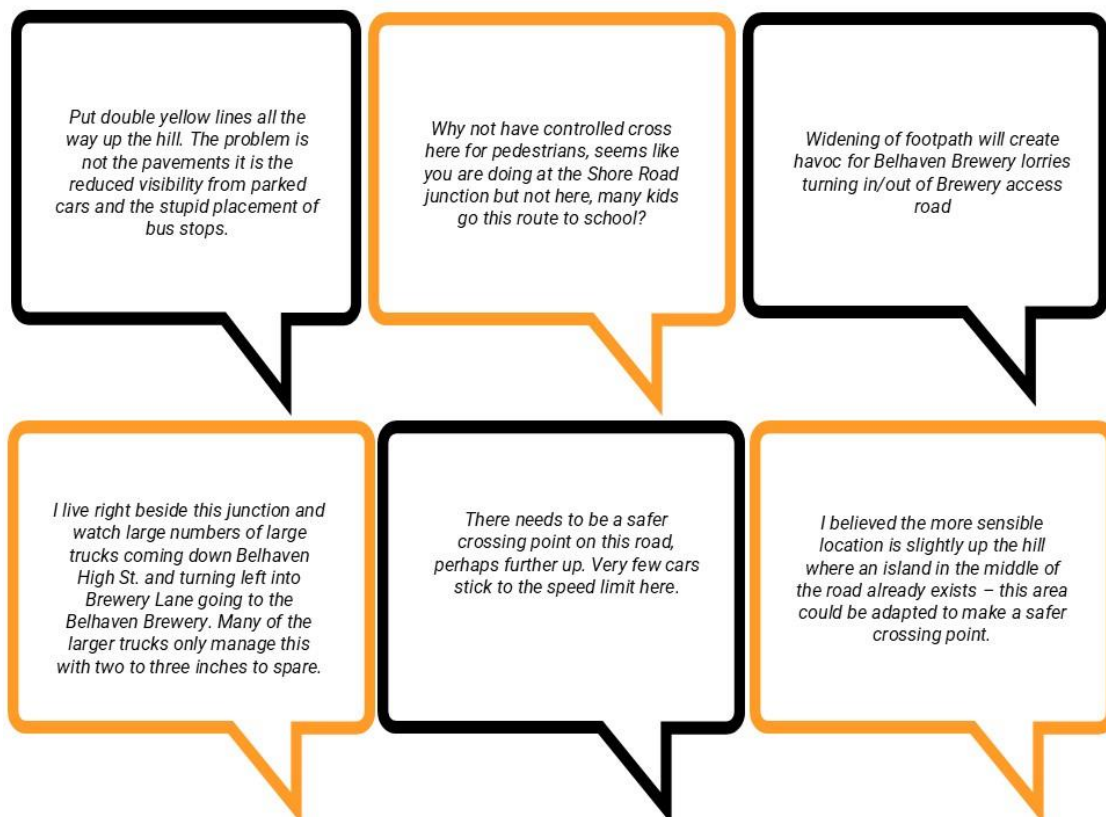 Put double yellow lines all the
way up the hill. The problem is
not the pavements it is the
reduced visibility from parked
cars and the stupid placement of
bus stops.
Why not have controlled cross
here for pedestrians, seems like
you are doing at the Shore Road
junction but not here, many kids
go this route to school?
Widening of footpath will create
havoc for Belhaven Brewery lorries
turning in/out of Brewery access
road
I live right beside this junction and
watch large numbers of large
trucks coming down Belhaven
High St. and turning left into
Brewery Lane going to the
Belhaven Brewery. Many of the
larger trucks only manage this
with two to three inches to spare.
There needs to be a safer
crossing point on this road,
perhaps further up. Very few cars
stick to the speed limit here.
I believed the more sensible
location is slightly up the hill
where an island in the middle of
the road already exists – this area
could be adapted to make a safer
crossing point.